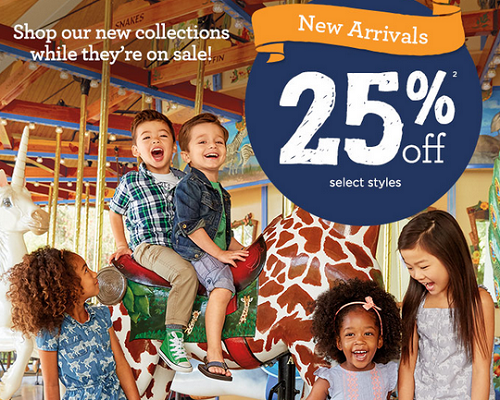 Shop our new collections
while they're on sale!
New Arrivals
25%²
off
select styles
SNAKES